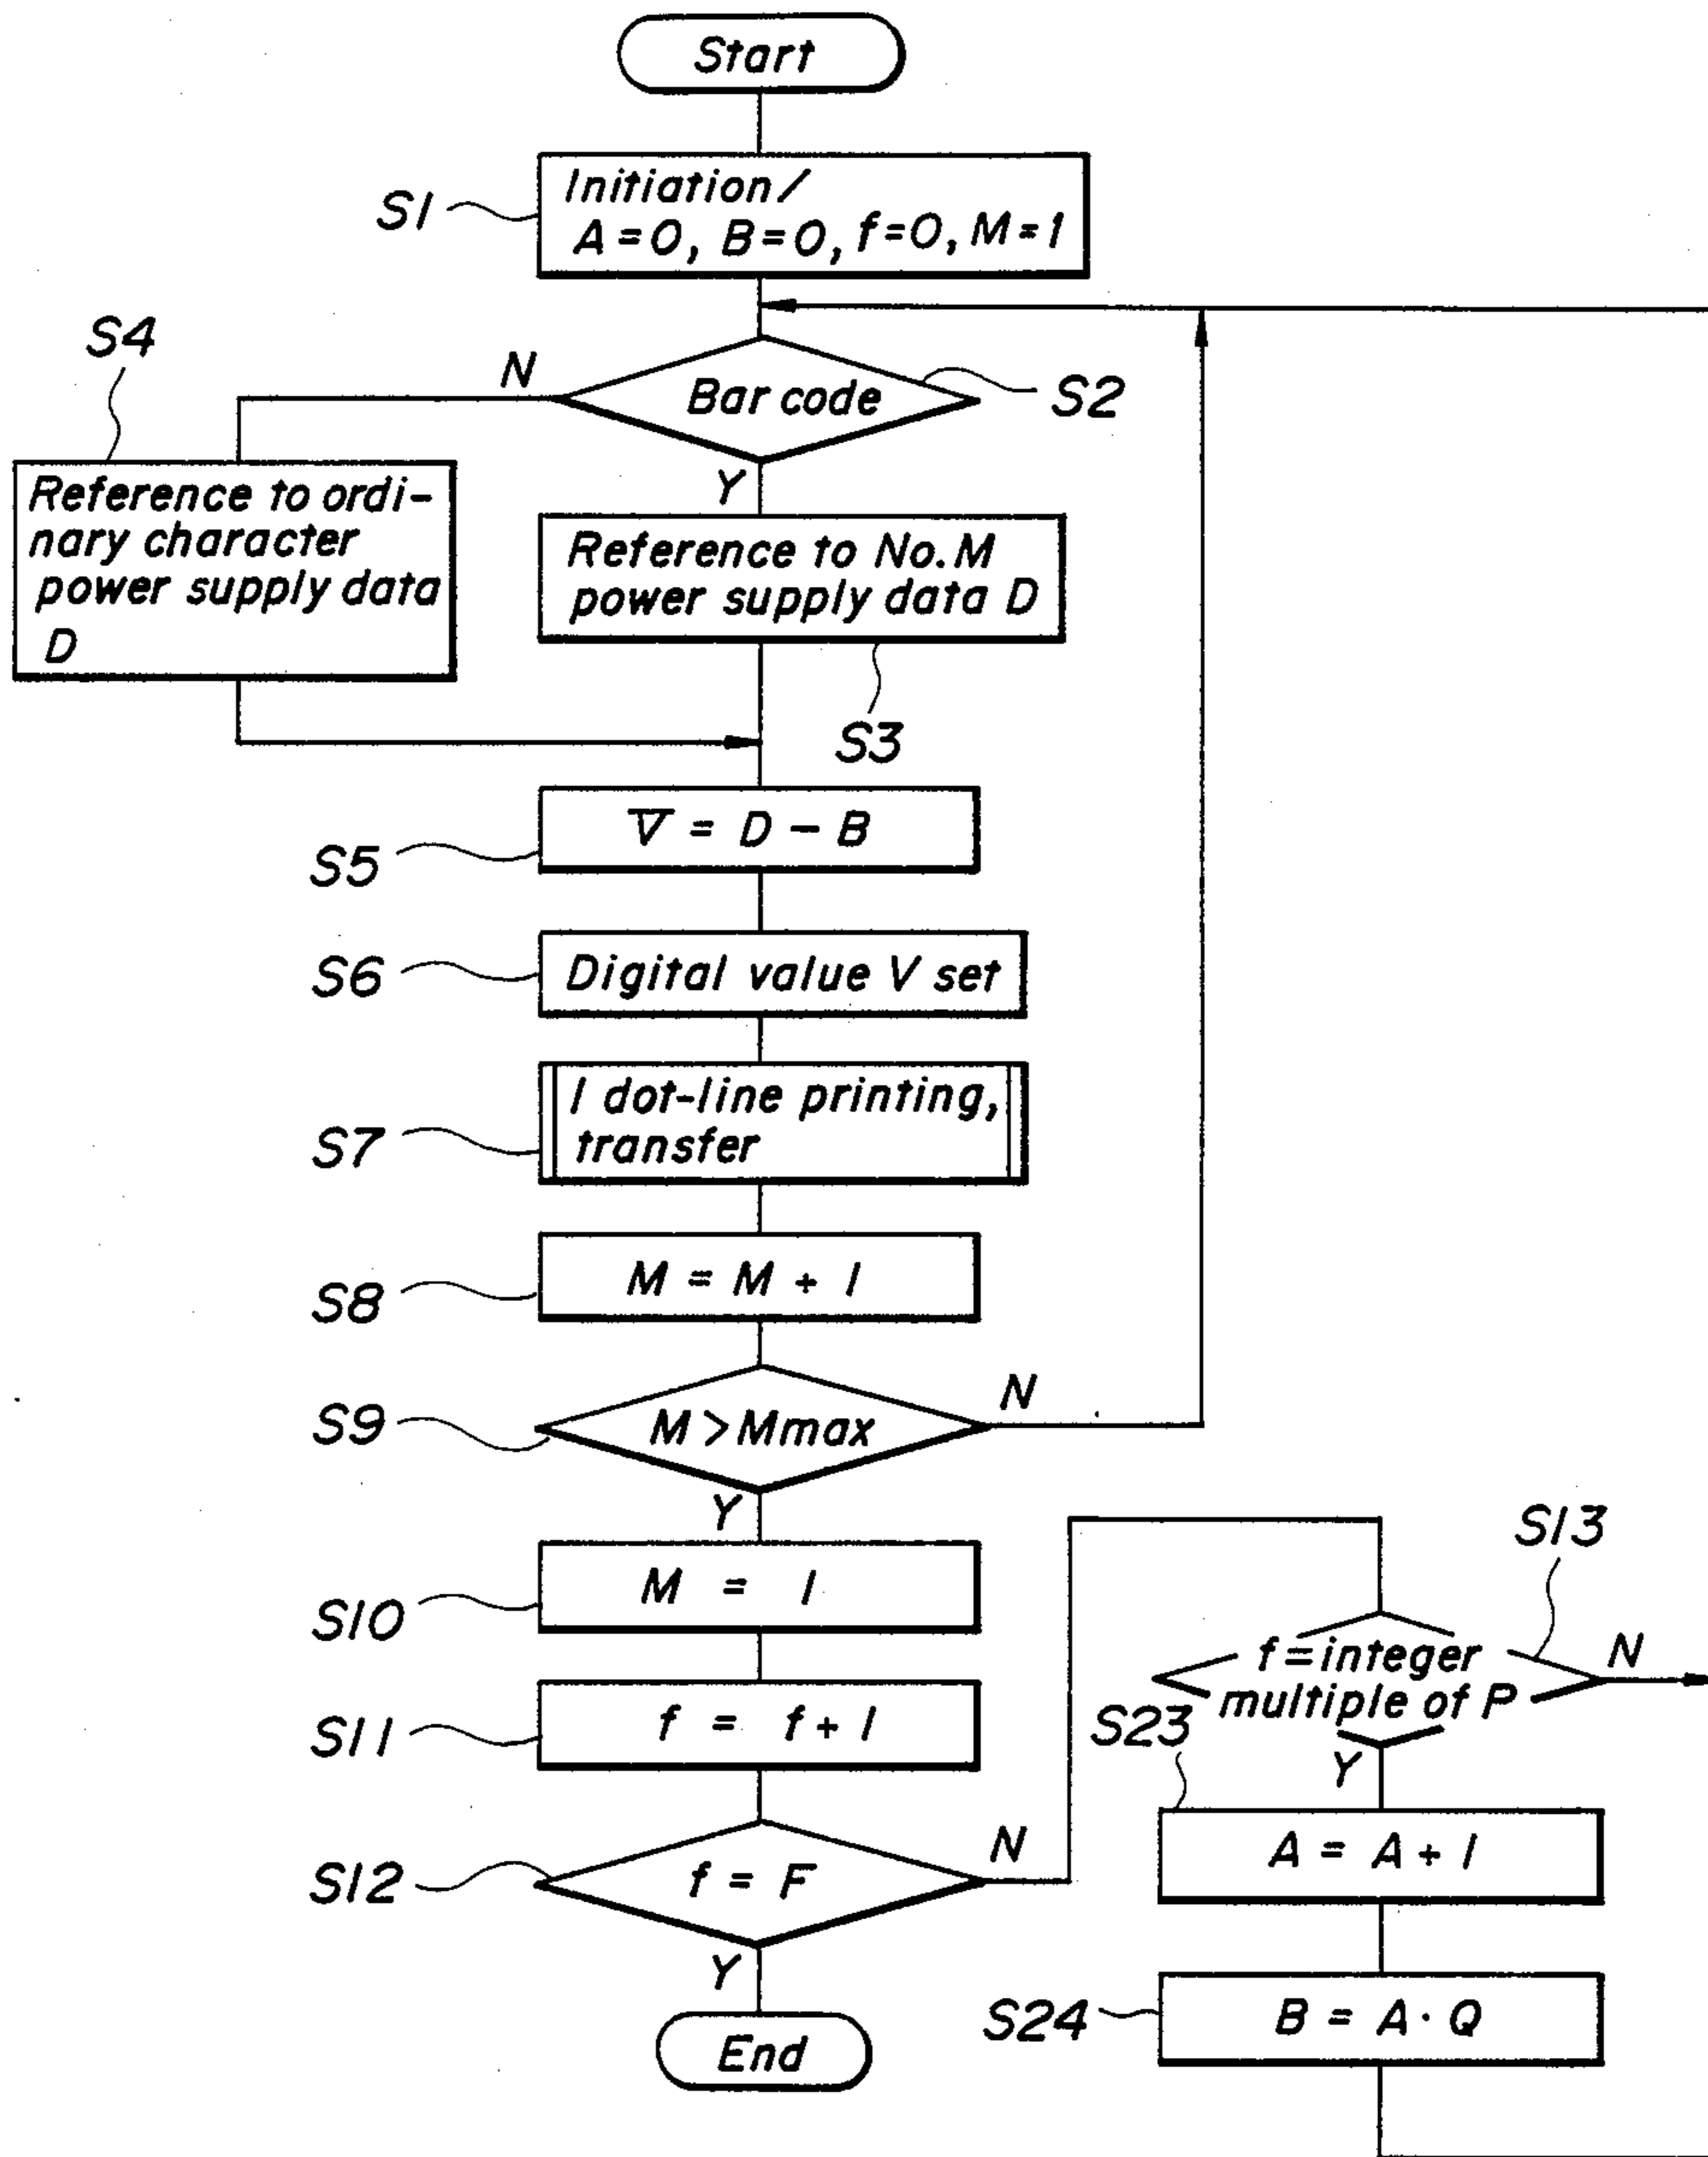 Start
S1
Initiation/
A=0, B=0, f=0, M=1
S4
N
Bar code
S2
Y
Reference to ordi-
nary character
power supply data
D
Reference to No.M
power supply data D
S3
V = D - B
S5
S6
Digital value V set
S7
1 dot-line printing,
transfer
S8
M = M + 1
S9
M > Mmax
N
Y
S10
M = 1
S11
f = f + 1
S12
f = F
N
Y
End
S13
f = integer
multiple of P
N
S23
Y
A = A + 1
S24
B = A · Q